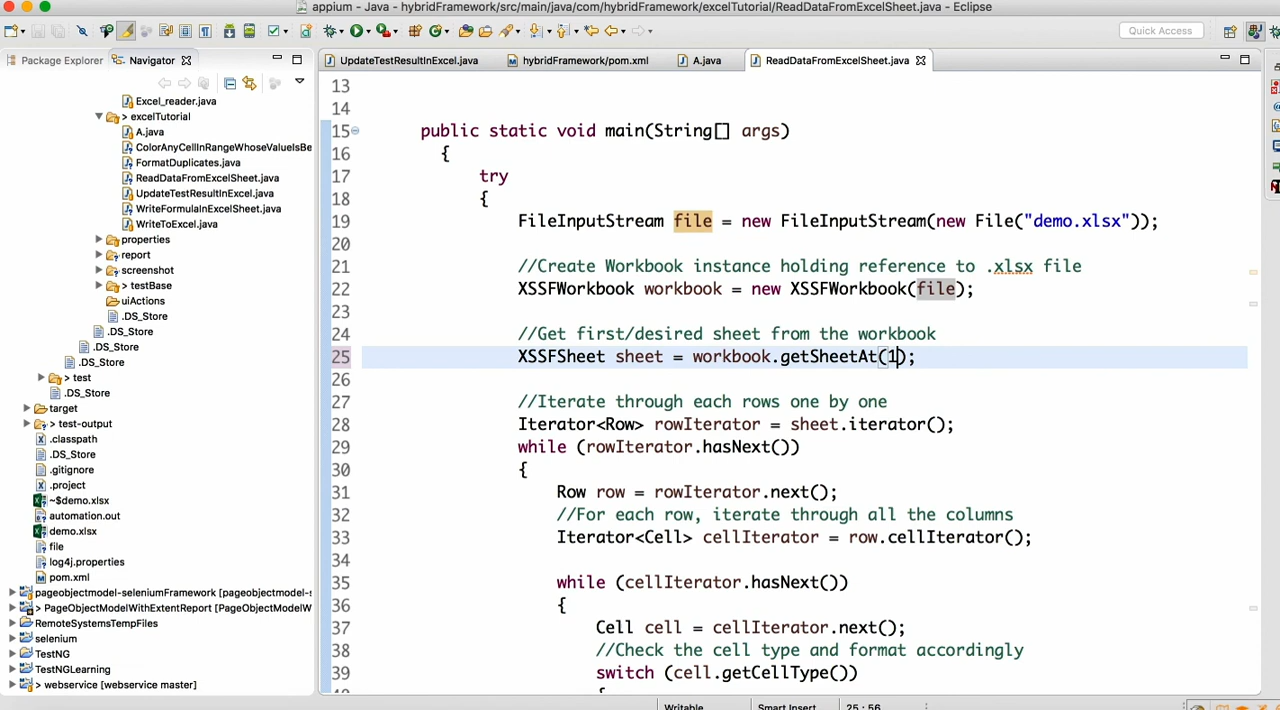 appium - Java - hybridFramework/src/main/java/com/hybridFramework/excelTutorial/ReadDataFromExcelSheet.java - Eclipse
Quick Access
Package Explorer
Navigator
UpdateTestResultInExcel.java
hybridFramework/pom.xml
A.java
ReadDataFromExcelSheet.java
Excel_reader.java
> excelTutorial
A.java
ColorAnyCellInRangeWhoseValueIsBe
FormatDuplicates.java
ReadDataFromExcelSheet.java
UpdateTestResultInExcel.java
WriteFormulaInExcelSheet.java
WriteToExcel.java
properties
report
screenshot
> testBase
uiActions
.DS_Store
.DS_Store
.DS_Store
.DS_Store
> test
.DS_Store
target
> test-output
.classpath
.DS_Store
.gitignore
.project
~$demo.xlsx
automation.out
demo.xlsx
file
log4j.properties
pom.xml
pageobjectmodel-seleniumFramework [pageobjectmodel-s
> PageObjectModelWithExtentReport [PageObjectModelW
RemoteSystemsTempFiles
selenium
TestNG
TestNGLearning
> webservice [webservice master]
13
14
15 public static void main(String[] args)
16 {
17 try
18 {
19 FileInputStream file = new FileInputStream(new File("demo.xlsx"));
20
21 //Create Workbook instance holding reference to .xlsx file
22 XSSFWorkbook workbook = new XSSFWorkbook(file);
23
24 //Get first/desired sheet from the workbook
25 XSSFSheet sheet = workbook.getSheetAt(1);
26
27 //Iterate through each rows one by one
28 Iterator<Row> rowIterator = sheet.iterator();
29 while (rowIterator.hasNext())
30 {
31 Row row = rowIterator.next();
32 //For each row, iterate through all the columns
33 Iterator<Cell> cellIterator = row.cellIterator();
34
35 while (cellIterator.hasNext())
36 {
37 Cell cell = cellIterator.next();
38 //Check the cell type and format accordingly
39 switch (cell.getCellType())
Writable
Smart Insert
25 : 56